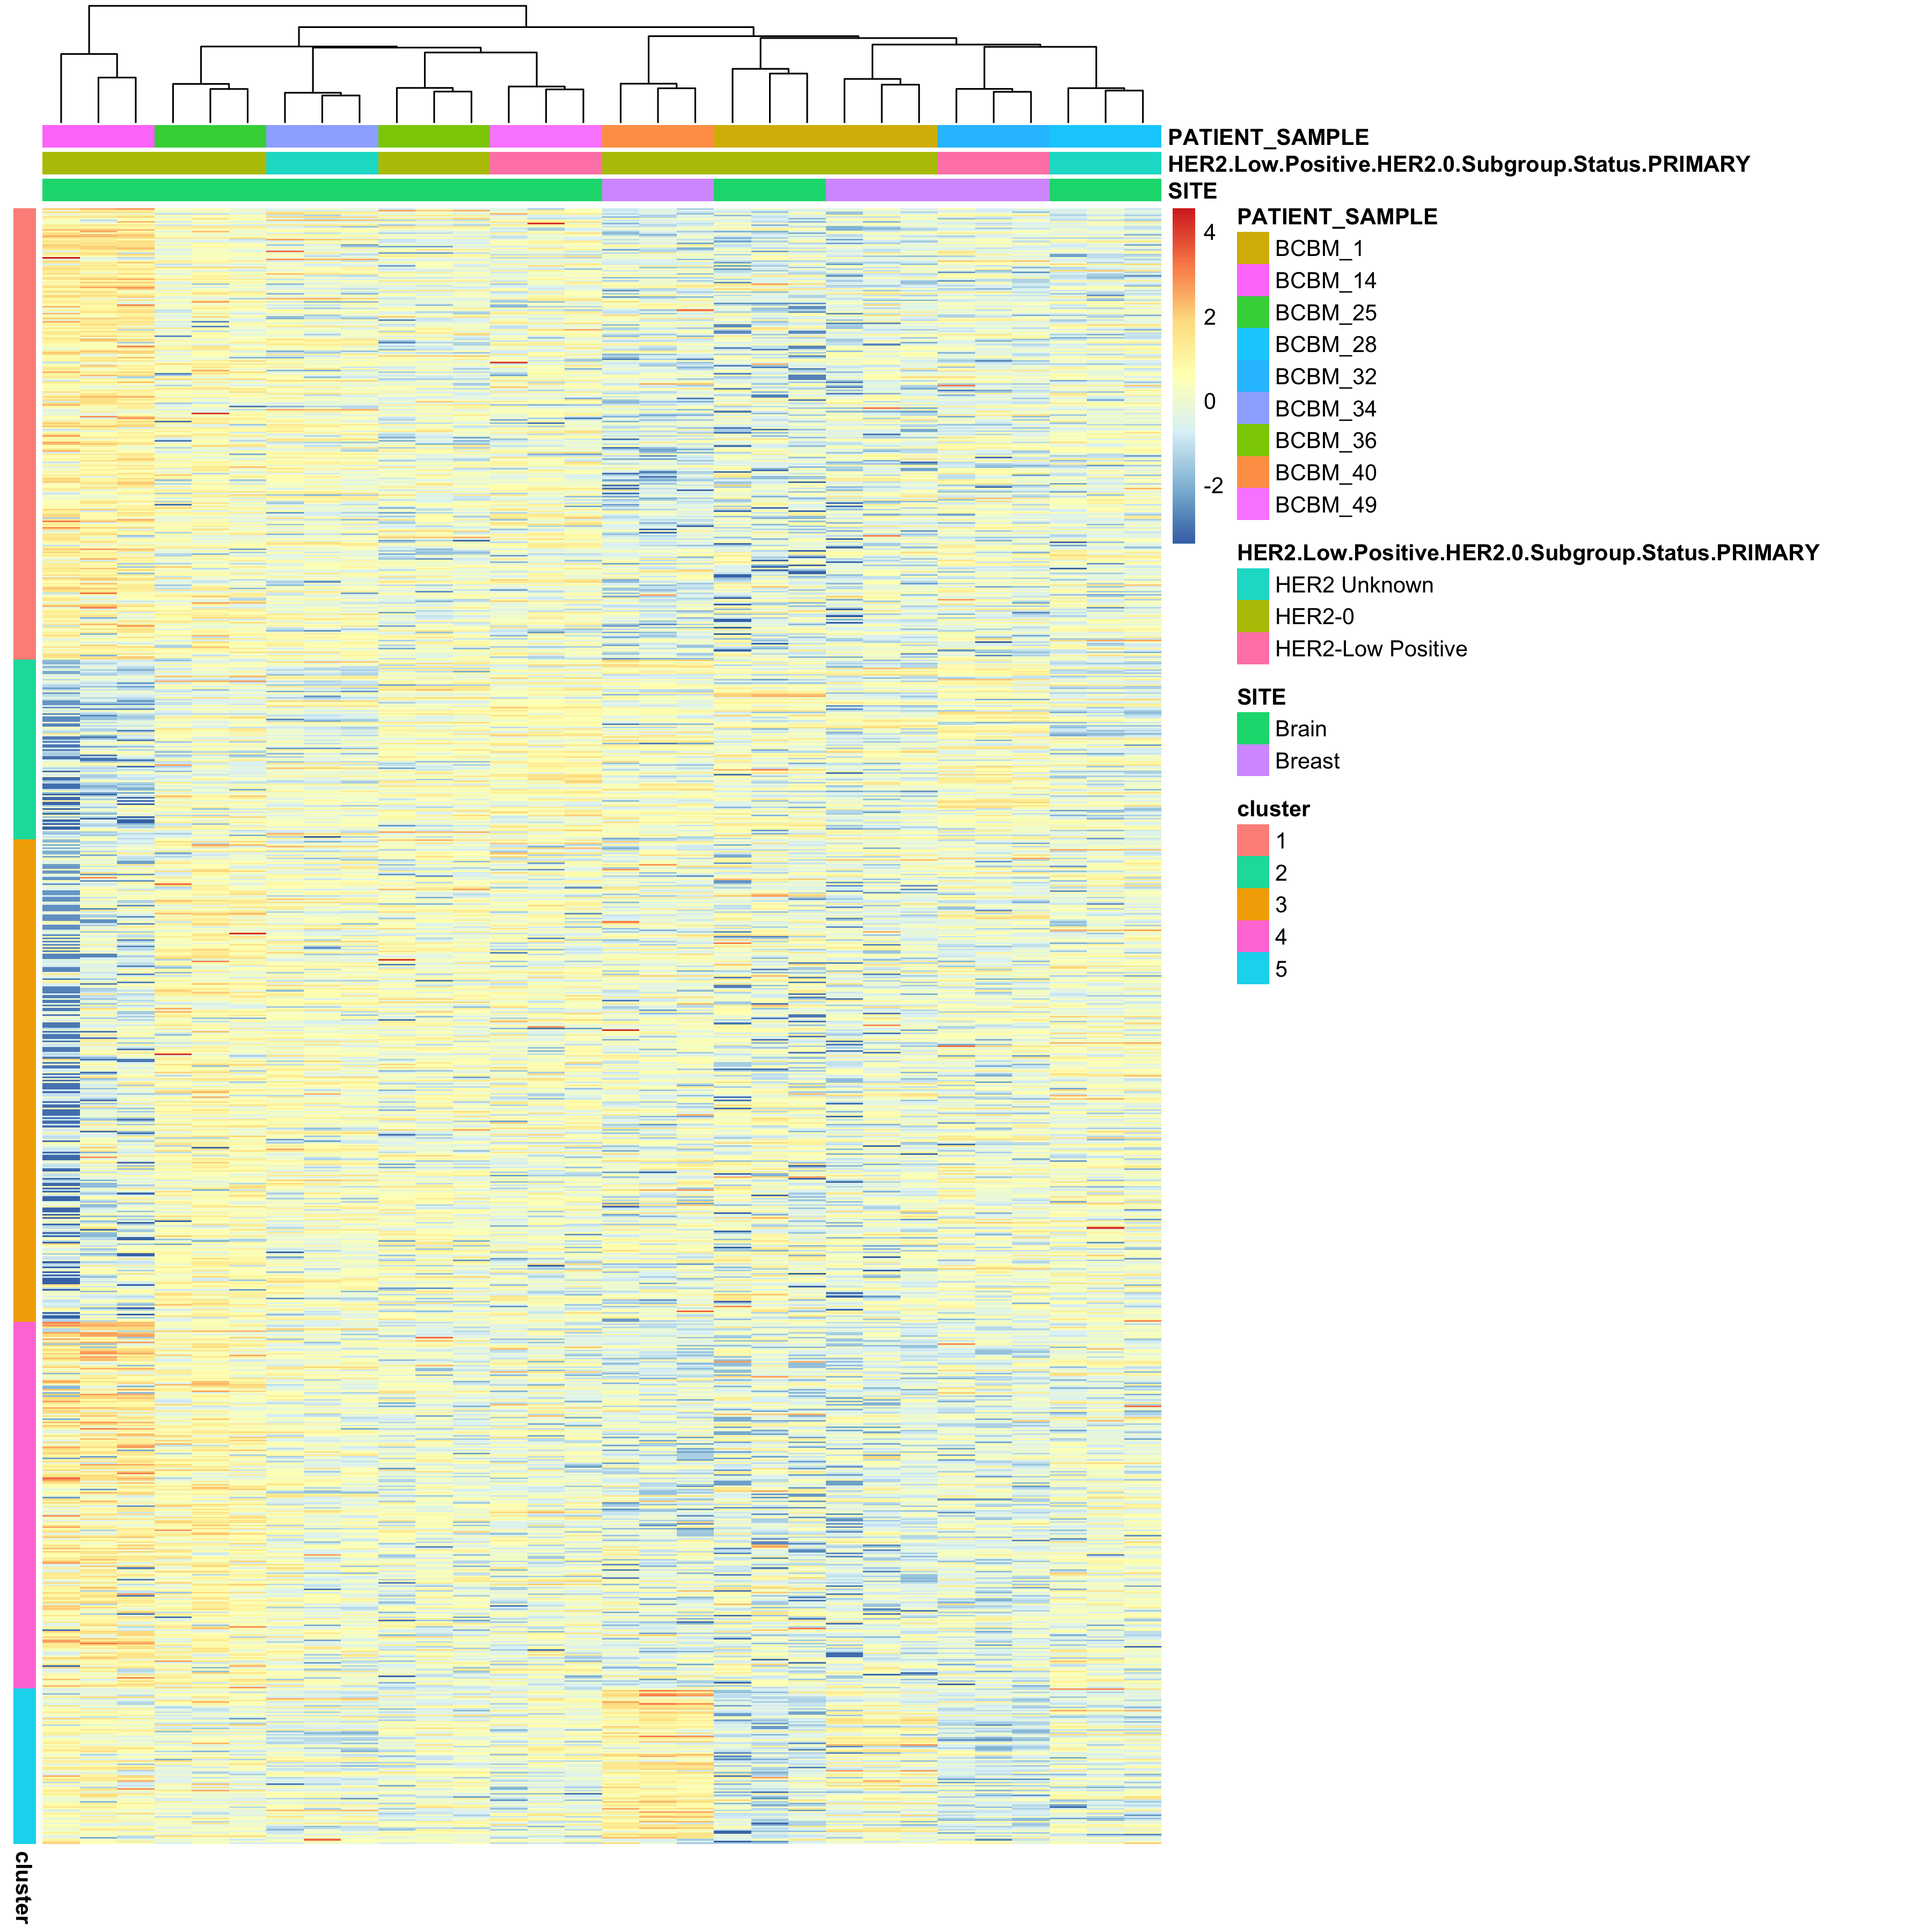 PATIENT_SAMPLE
HER2.Low.Positive.HER2.0.Subgroup.Status.PRIMARY
SITE
4
2
0
-2
PATIENT_SAMPLE
BCBM_1
BCBM_14
BCBM_25
BCBM_28
BCBM_32
BCBM_34
BCBM_36
BCBM_40
BCBM_49
HER2.Low.Positive.HER2.0.Subgroup.Status.PRIMARY
HER2 Unknown
HER2-0
HER2-Low Positive
SITE
Brain
Breast
cluster
1
2
3
4
5
cluster